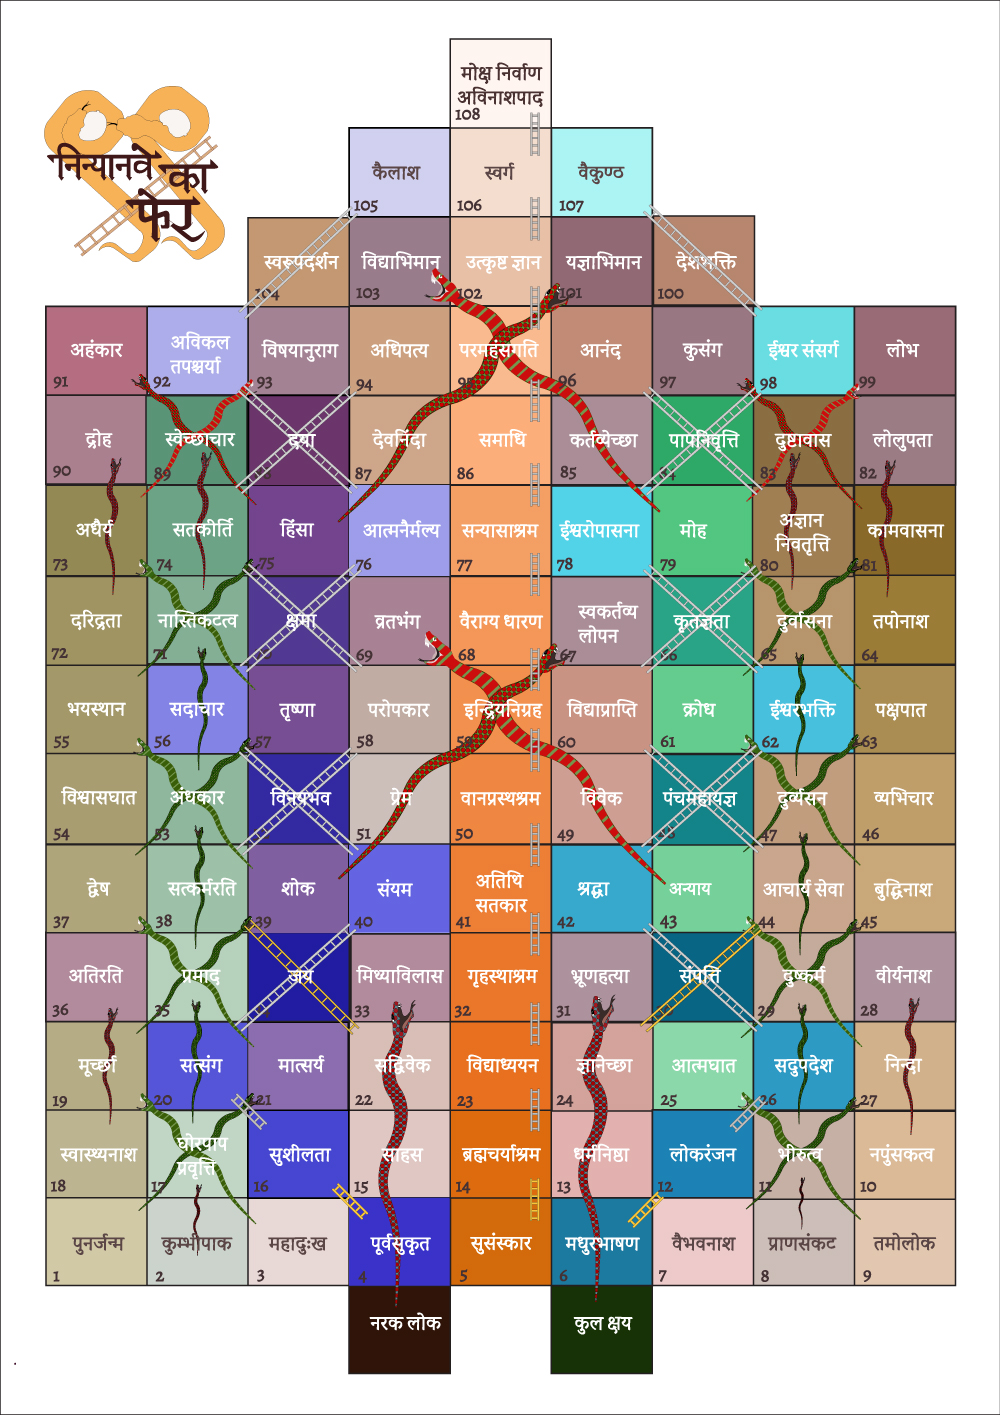 मोक्ष निर्वाण
अविनाशपाद
108
निन्यानवे
का
फेर
कैलाश
स्वर्ग
वैकुण्ठ
105
106
107
स्वरूपदर्शन
विद्याभिमान
उत्कृष्ट ज्ञान
यज्ञाभिमान
देशभक्ति
104
103
102
101
100
अहंकार
अविकल
तपश्चर्या
विषयानुराग
अधिपत्य
परमहंसगति
आनंद
कुसंग
ईश्वर संसर्ग
लोभ
91
92
93
94
95
96
97
98
99
द्रोह
स्वेच्छाचार
दया
देवनिंदा
समाधि
कर्तव्येच्छा
पापनिवृत्ति
दुष्टावास
लोलुपता
90
89
87
86
85
84
83
82
अधैर्य
सतकीर्ति
हिंसा
आत्मनैर्मल्य
सन्यासाश्रम
ईश्वरोपासना
मोह
अज्ञान
निवतृत्ति
कामवासना
73
74
75
76
77
78
79
80
81
दरिद्रता
नास्तिकटत्व
क्षमा
व्रतभंग
वैराग्य धारण
स्वकर्तव्य
लोपन
कृतज्ञता
दुर्वासना
तपोनाश
72
71
69
68
67
66
65
64
भयस्थान
सदाचार
तृष्णा
परोपकार
इन्द्रियनिग्रह
विद्याप्राप्ति
क्रोध
ईश्वरभक्ति
पक्षपात
55
56
57
58
59
60
61
62
63
विश्वासघात
अंधकार
विनयभव
प्रेम
वानप्रस्थश्रम
विवेक
पंचमहायज्ञ
दुर्व्यसन
व्यभिचार
54
53
51
50
49
48
47
46
द्वेष
सत्कर्मरति
शोक
संयम
अतिथि
सतकार
श्रद्धा
अन्याय
आचार्य सेवा
बुद्धिनाश
37
38
39
40
41
42
43
44
45
अतिरति
प्रमाद
जय
मिथ्याविलास
गृहस्थाश्रम
भ्रूणहत्या
संपत्ति
दुष्कर्म
वीर्यनाश
36
35
33
32
31
29
28
मूर्च्छा
सत्संग
मात्सर्य
सद्विवेक
विद्याध्ययन
ज्ञानेच्छा
आत्मघात
सदुपदेश
निन्दा
19
20
21
22
23
24
25
26
27
स्वास्थ्यनाश
घोरपाप
प्रवृत्ति
सुशीलता
साहस
ब्रह्मचर्याश्रम
धर्मनिष्ठा
लोकरंजन
भीरुत्व
नपुंसकत्व
18
17
16
15
14
13
12
11
10
पुनर्जन्म
कुम्भीपाक
महादुःख
पूर्वसुकृत
सुसंस्कार
मधुरभाषण
वैभवनाश
प्राणसंकट
तमोलोक
1
2
3
4
5
6
7
8
9
नरक लोक
कुल क्षय